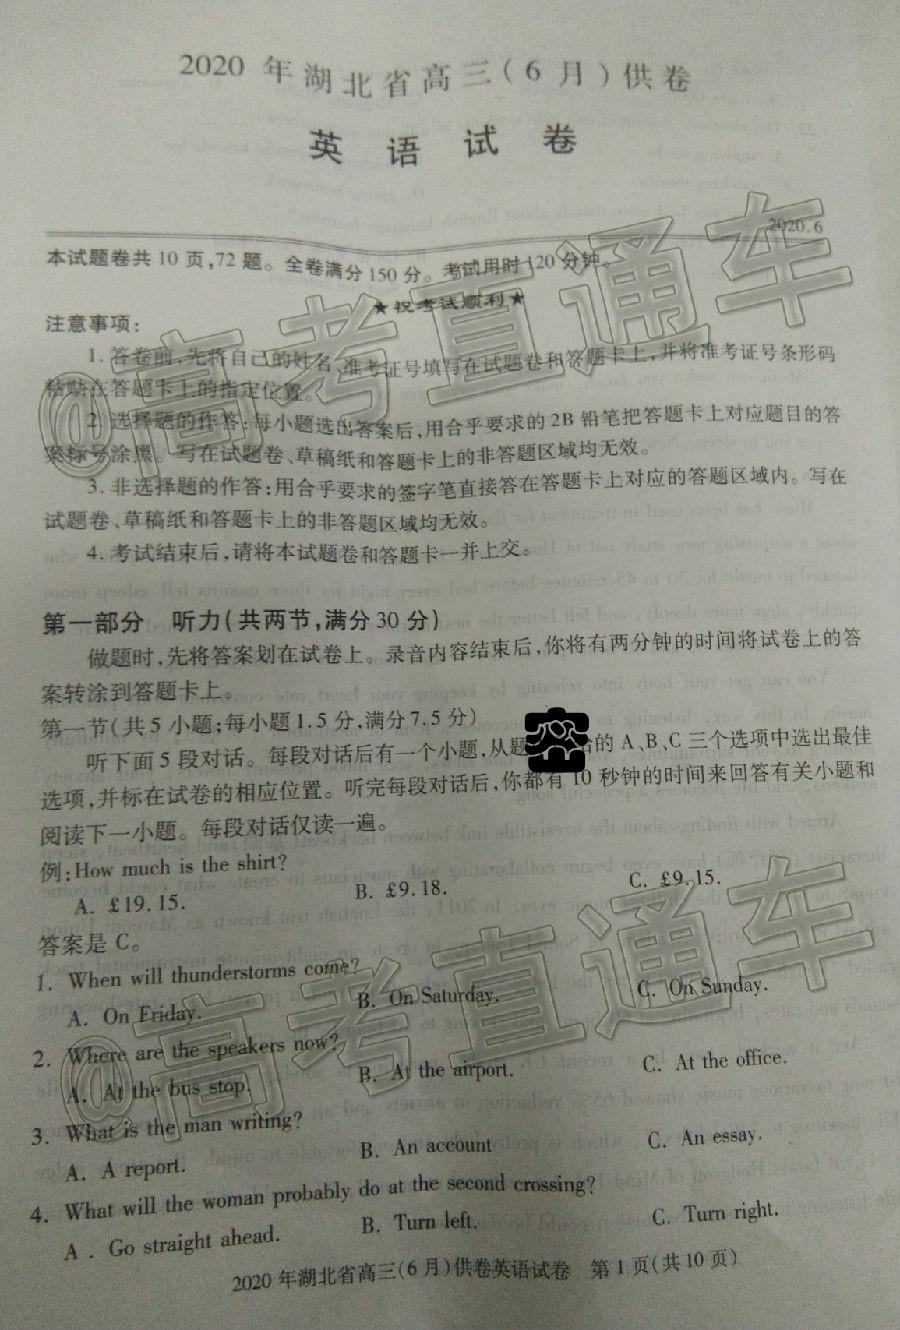 2020 年湖北省高三(6月)供卷
英语试卷
2020.6
本试题卷共 10 页,72 题。全卷满分 150 分。考试用时 120 分钟。
★祝考试顺利★
注意事项:
1. 答卷前,先将自己的姓名、准考证号填写在试题卷和答题卡上,并将准考证号条形码
粘贴在答题卡上的指定位置。
2. 选择题的作答:每小题选出答案后,用合乎要求的 2B 铅笔把答题卡上对应题目的答
案标号涂黑。写在试题卷、草稿纸和答题卡上的非答题区域均无效。
3. 非选择题的作答:用合乎要求的签字笔直接答在答题卡上对应的答题区域内。写在
试题卷、草稿纸和答题卡上的非答题区域均无效。
4. 考试结束后,请将本试题卷和答题卡一并上交。
第一部分 听力(共两节,满分 30 分)
做题时,先将答案划在试卷上。录音内容结束后,你将有两分钟的时间将试卷上的答
案转涂到答题卡上。
第一节(共 5 小题;每小题 1.5 分,满分 7.5 分)
听下面 5 段对话。每段对话后有一个小题,从题 给的 A、B、C 三个选项中选出最佳
选项,并标在试卷的相应位置。听完每段对话后,你都有 10 秒钟的时间来回答有关小题和
阅读下一小题。每段对话仅读一遍。
例:How much is the shirt?
A. £19.15. B. £9.18. C. £9.15.
答案是 C。
1. When will thunderstorms come?
A. On Friday. B. On Saturday. C. On Sunday.
2. Where are the speakers now?
A. At the bus stop. B. At the airport. C. At the office.
3. What is the man writing?
A. A report. B. An account C. An essay.
4. What will the woman probably do at the second crossing?
A . Go straight ahead. B. Turn left. C. Turn right.
2020 年湖北省高三(6月)供卷英语试卷 第 1 页(共 10 页)
@高考直通车
@高考直通车